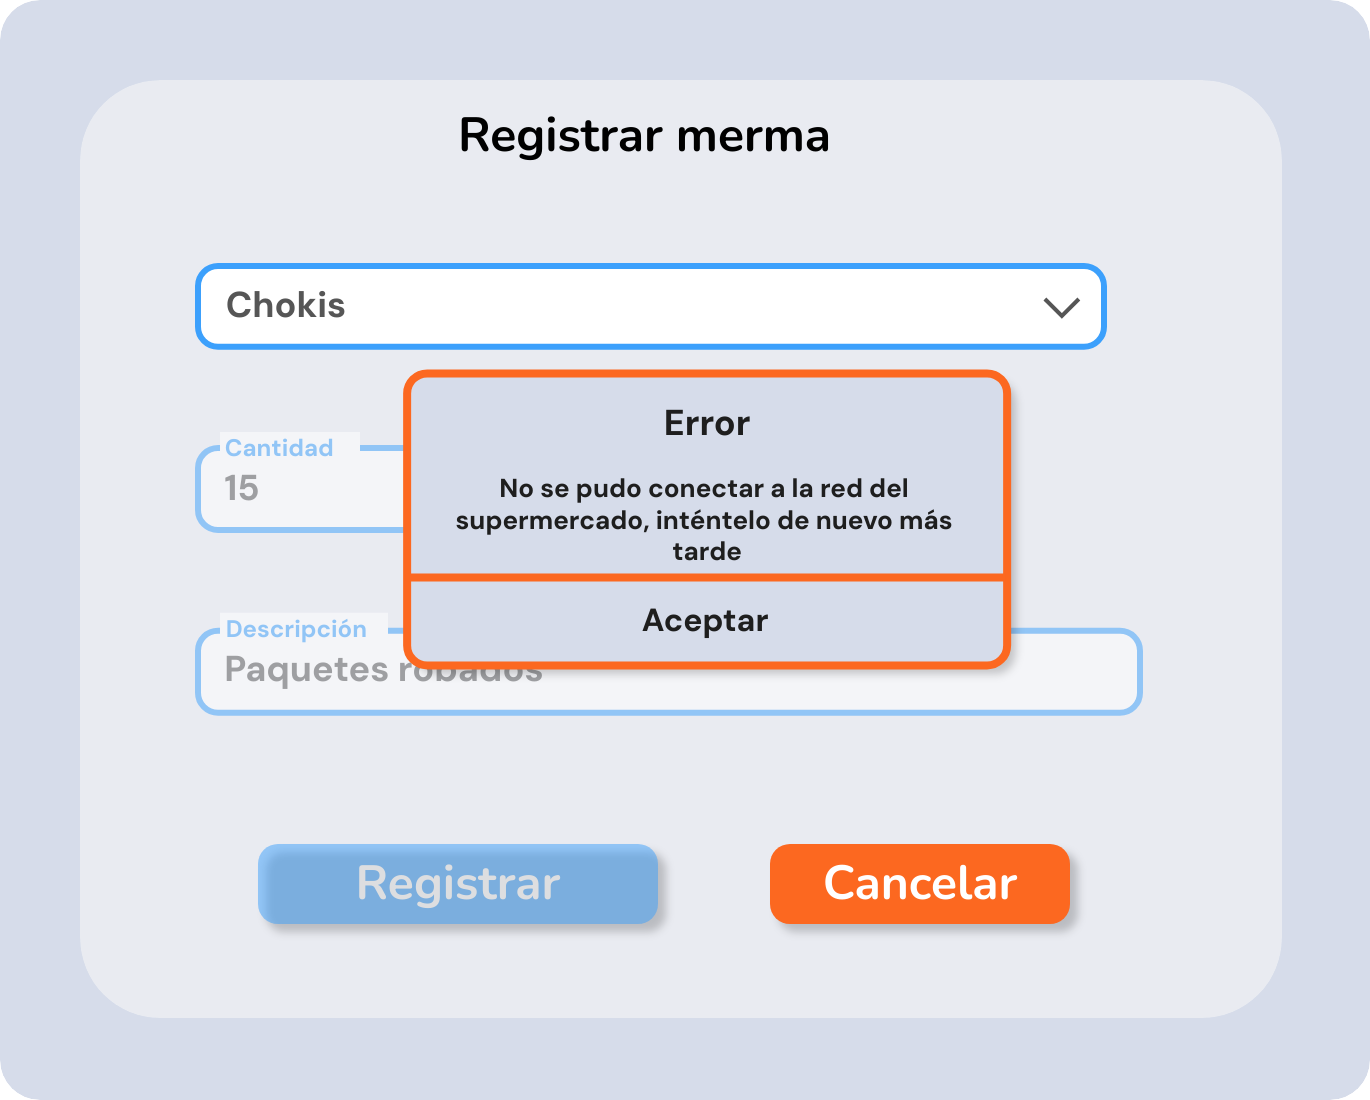 Registrar merma
Chokis
Cantidad
15
Error
No se pudo conectar a la red del
supermercado, inténtelo de nuevo más
tarde
Aceptar
Descripción
Paquetes robados
Registrar
Cancelar